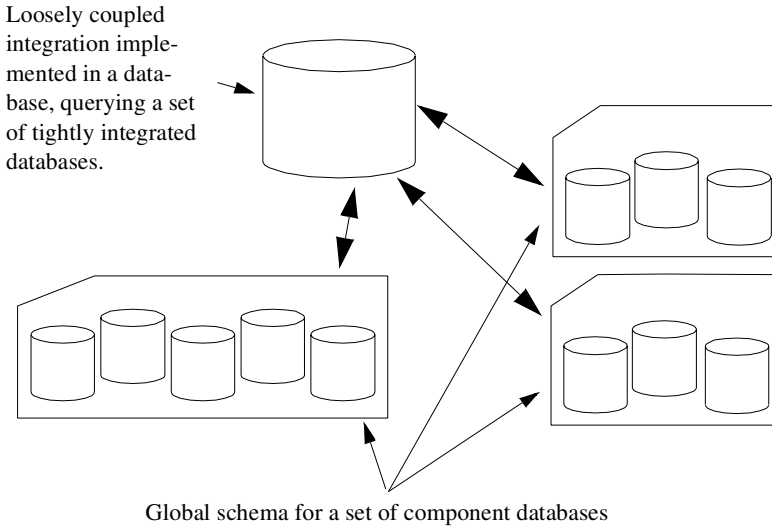 Loosely coupled
integration imple-
mented in a data-
base, querying a set
of tightly integrated
databases.
Global schema for a set of component databases